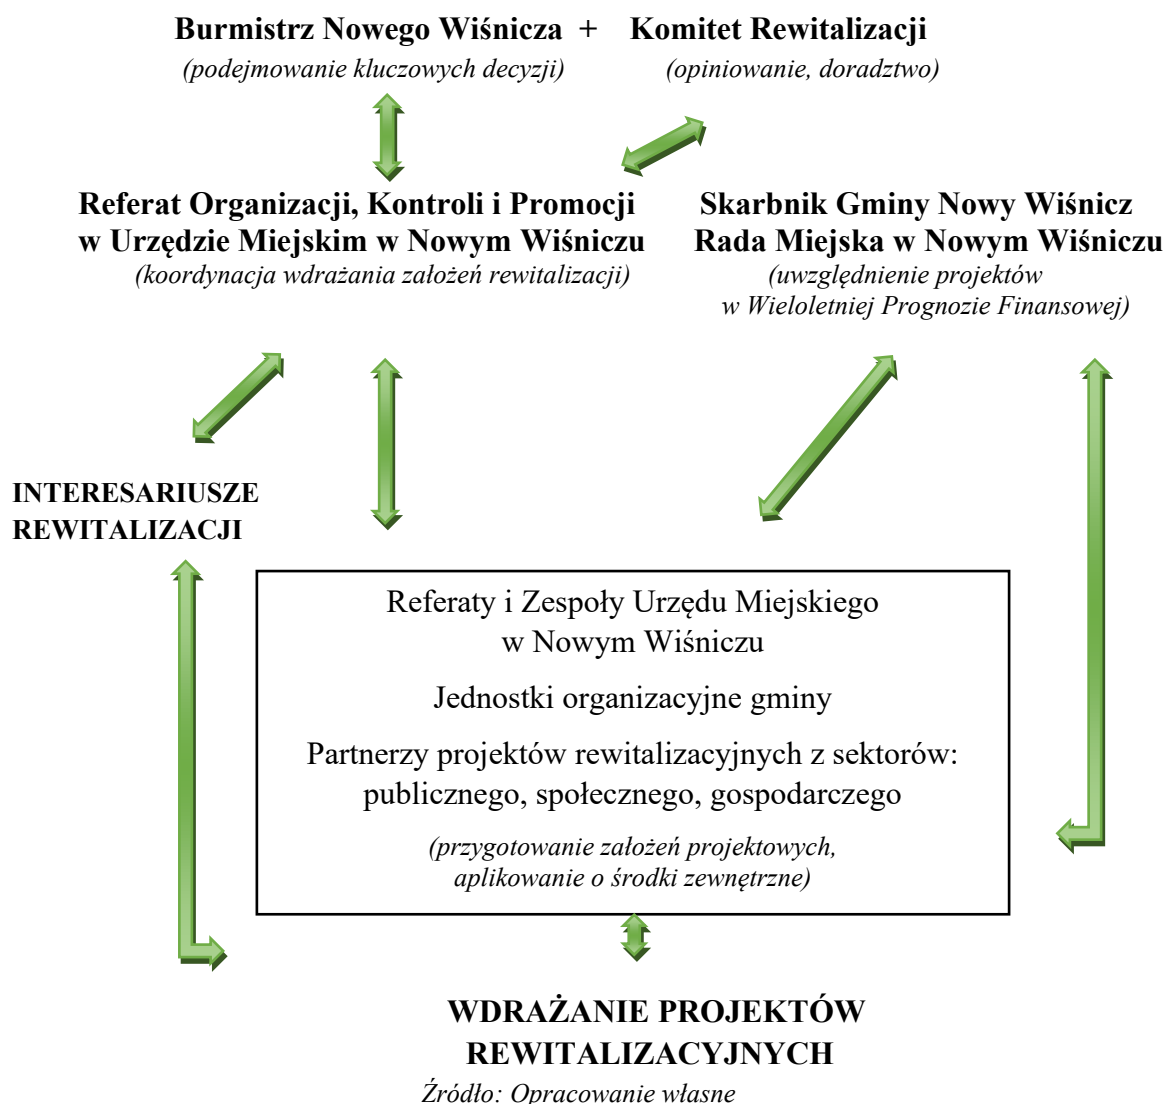 Burmistrz Nowego Wiśnicza + Komitet Rewitalizacji
(podejmowanie kluczowych decyzji) (opiniowanie, doradztwo)
Referat Organizacji, Kontroli i Promocji
w Urzędzie Miejskim w Nowym Wiśniczu
(koordynacja wdrażania założeń rewitalizacji)
Skarbnik Gminy Nowy Wiśnicz
Rada Miejska w Nowym Wiśniczu
(uwzględnienie projektów
w Wieloletniej Prognozie Finansowej)
INTERESARIUSZE
REWITALIZACJI
Referaty i Zespoły Urzędu Miejskiego
w Nowym Wiśniczu
Jednostki organizacyjne gminy
Partnerzy projektów rewitalizacyjnych z sektorów:
publicznego, społecznego, gospodarczego
(przygotowanie założeń projektowych,
aplikowanie o środki zewnętrzne)
WDRAŻANIE PROJEKTÓW
REWITALIZACYJNYCH
Źródło: Opracowanie własne